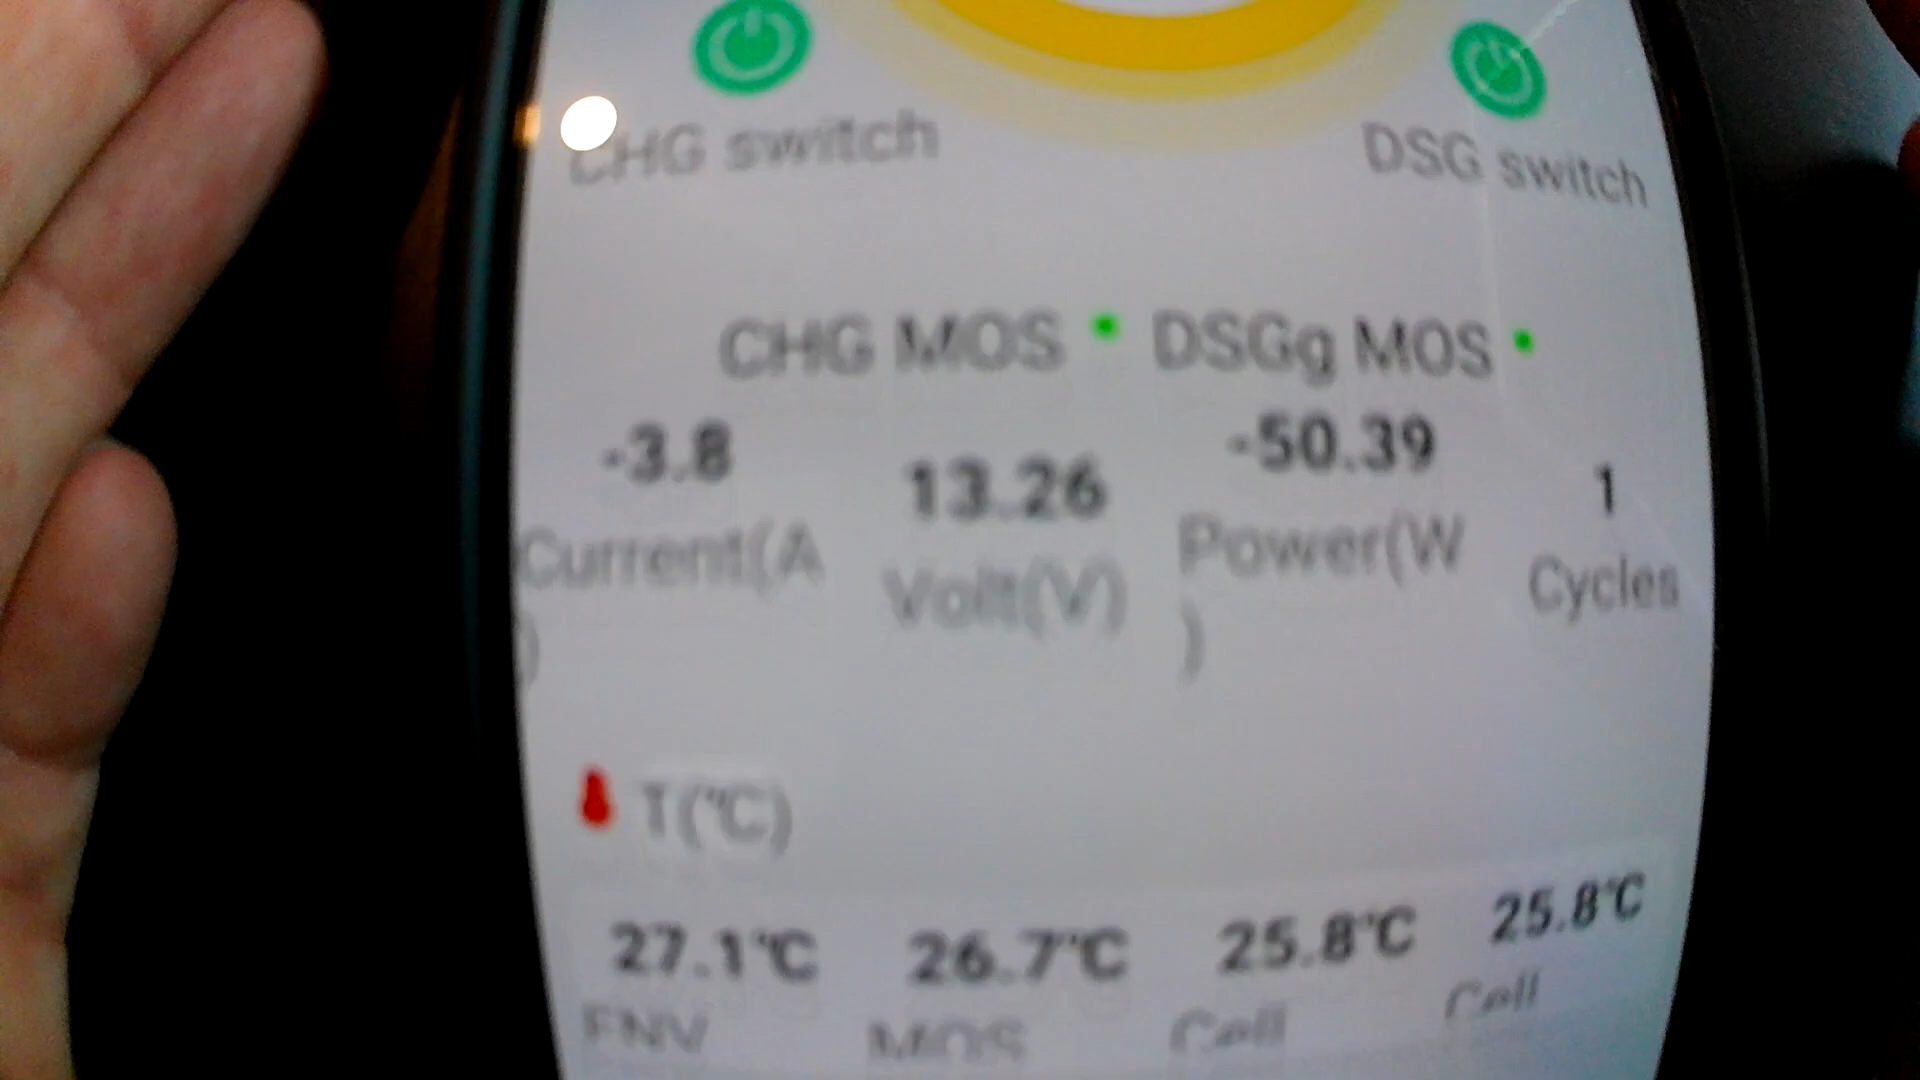 CHG switch
DSG switch
CHG MOS
DSGg MOS
-3.8
13.26
-50.39
1
Current(A
)
Volt(V)
Power(W
)
Cycles
T(℃)
27.1℃
26.7℃
25.8℃
25.8℃
ENV
MOS
Cell
Cell